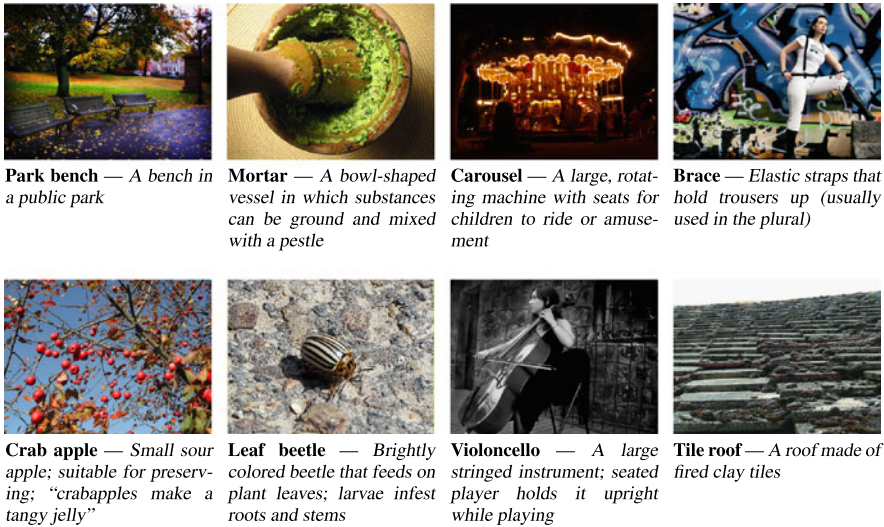 Park bench — A bench in
a public park
Mortar — A bowl-shaped
vessel in which substances
can be ground and mixed
with a pestle
Carousel — A large, rotat-
ing machine with seats for
children to ride or amuse-
ment
Brace — Elastic straps that
hold trousers up (usually
used in the plural)
Crab apple — Small sour
apple; suitable for preserv-
ing; “crabapples make a
tangy jelly”
Leaf beetle — Brightly
colored beetle that feeds on
plant leaves; larvae infest
roots and stems
Violoncello — A large
stringed instrument; seated
player holds it upright
while playing
Tile roof — A roof made of
fired clay tiles